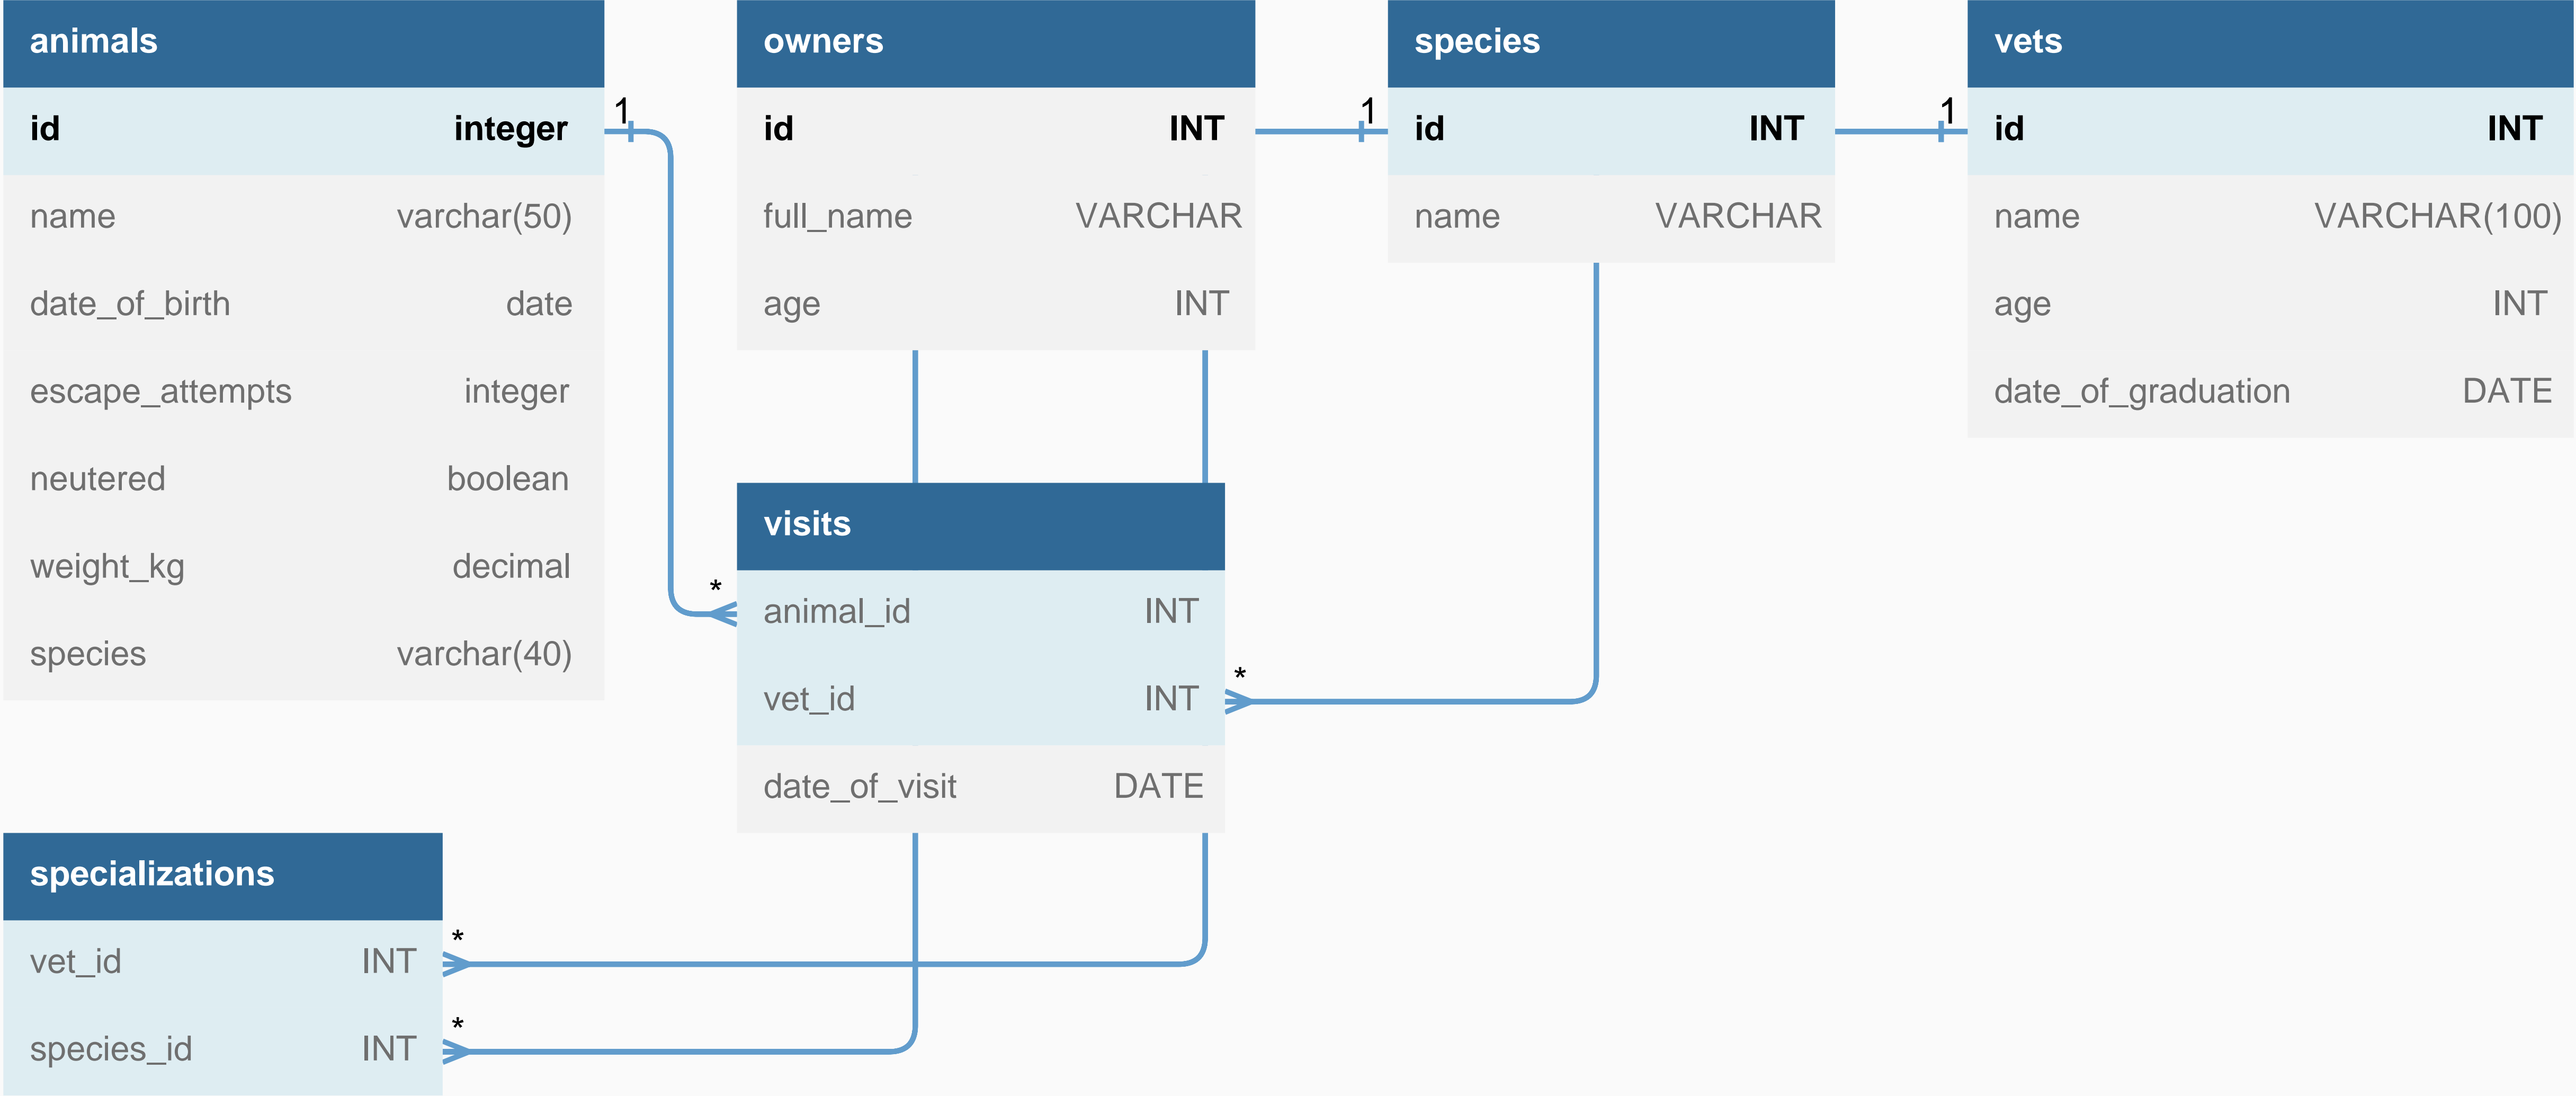 animals
id integer
name varchar(50)
date_of_birth date
escape_attempts integer
neutered boolean
weight_kg decimal
species varchar(40)
1
*
owners
id INT
full_name VARCHAR
age INT
1
species
id INT
name VARCHAR
1
vets
id INT
name VARCHAR(100)
age INT
date_of_graduation DATE
visits
animal_id INT
vet_id INT
*
date_of_visit DATE
specializations
vet_id INT
*
species_id INT
*